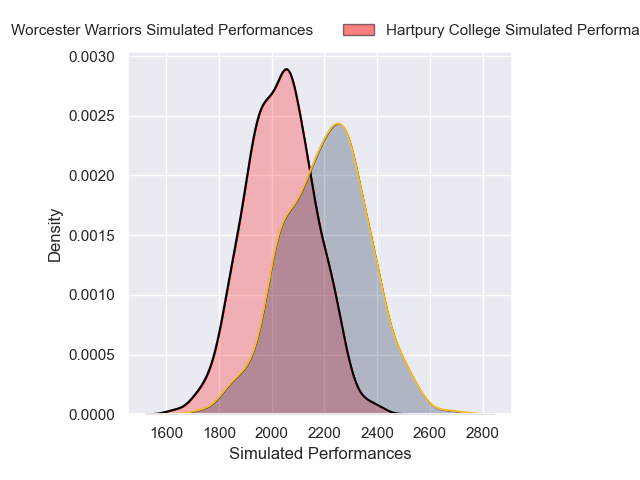 Worcester Warriors Simulated Performances
Hartpury College Simulated Performa
0.0030
0.0025
0.0020
0.0015
0.0010
0.0005
0.0000
Density
1600 1800 2000 2200 2400 2600 2800
Simulated Performances